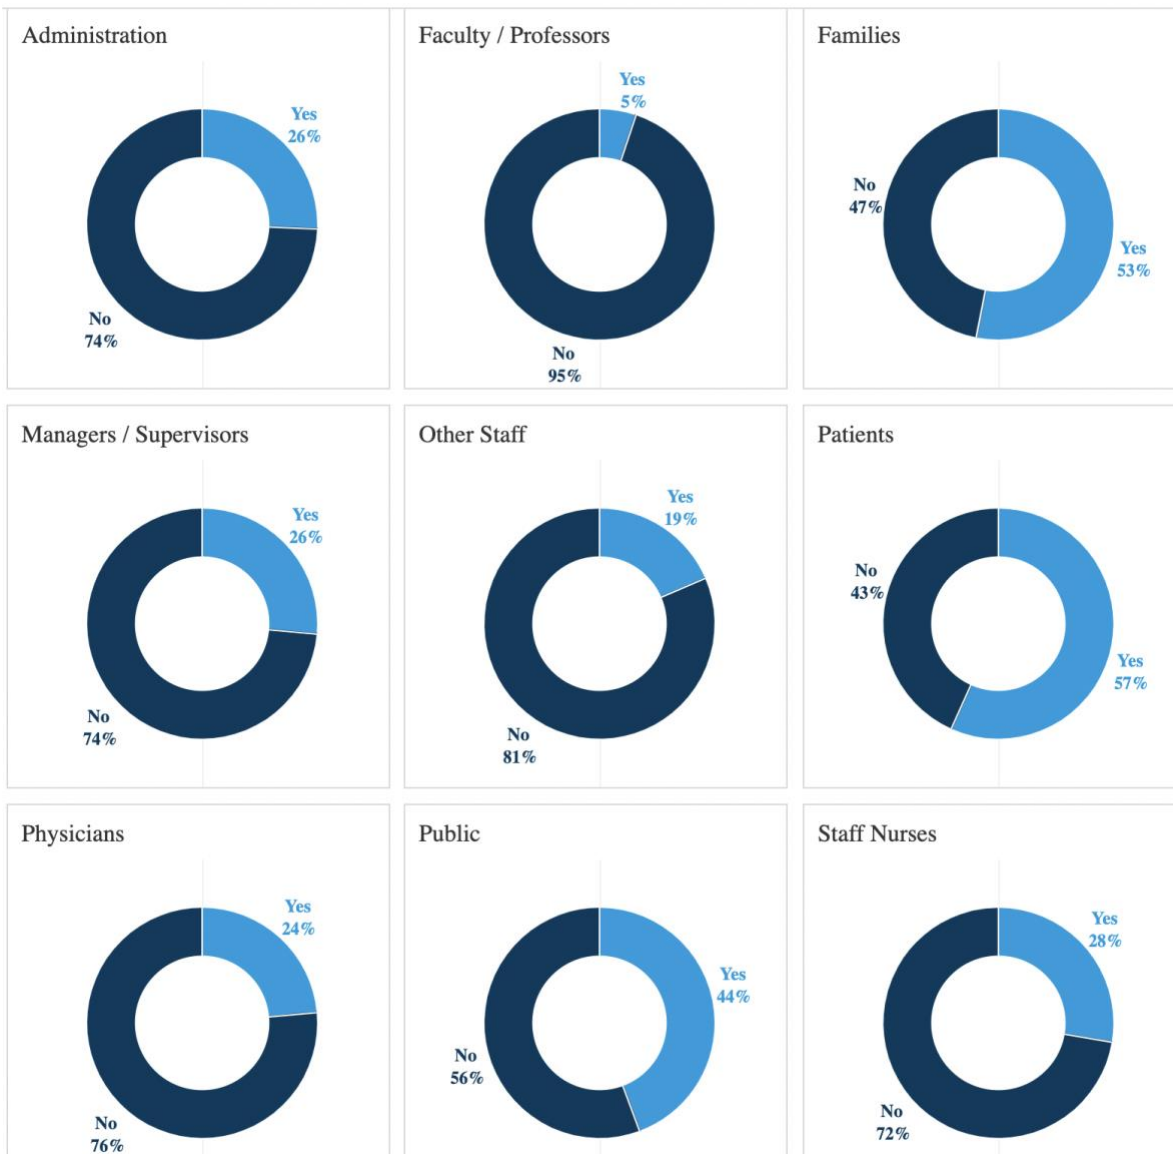 Administration
Yes
26%
No
74%
Faculty / Professors
Yes
5%
No
95%
Families
No
47%
Yes
53%
Managers / Supervisors
Yes
26%
No
74%
Other Staff
Yes
19%
No
81%
Patients
No
43%
Yes
57%
Physicians
Yes
24%
No
76%
Public
Yes
44%
No
56%
Staff Nurses
Yes
28%
No
72%